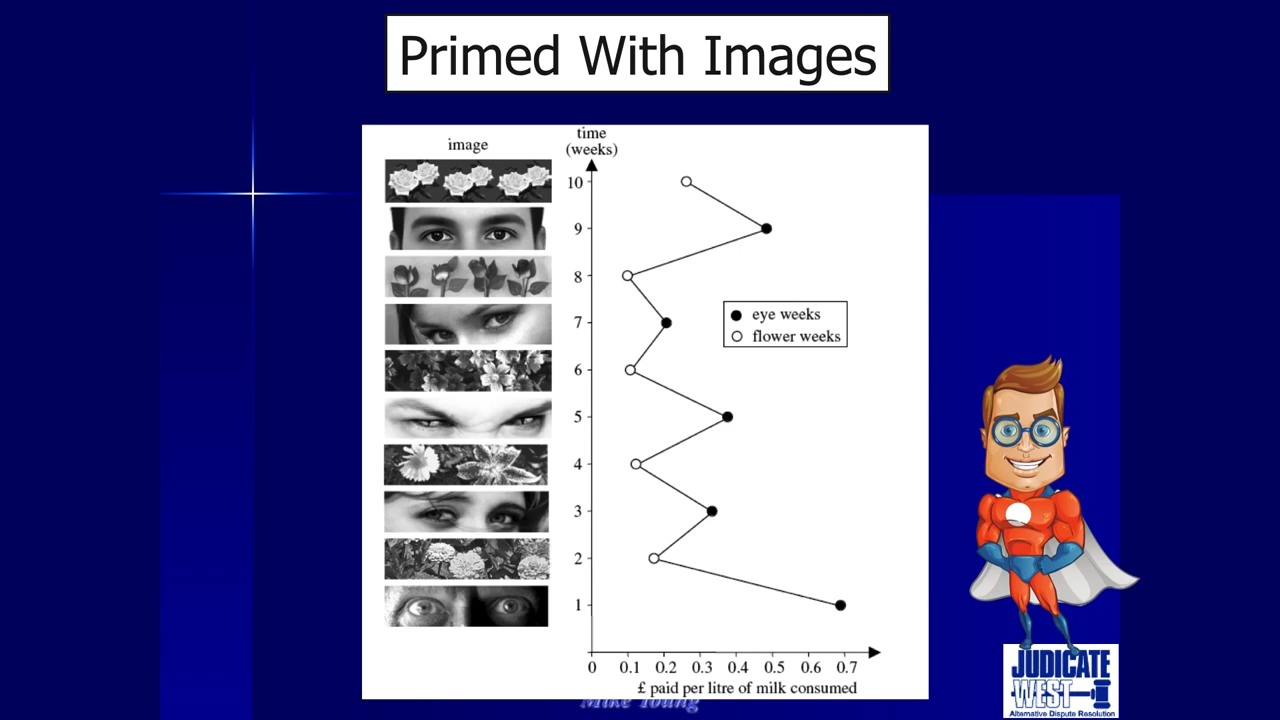 Primed With Images
image
time
(weeks)
10
9
8
7
6
5
4
3
2
1
eye weeks
flower weeks
0 0.1 0.2 0.3 0.4 0.5 0.6 0.7
£ paid per litre of milk consumed
Mike Young
JUDICATE
WEST
Alternative Dispute Resolution